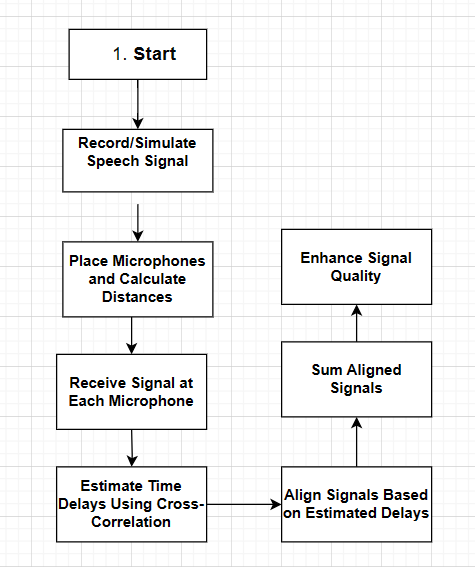 1. Start
Record/Simulate
Speech Signal
Place Microphones
and Calculate
Distances
Receive Signal at
Each Microphone
Estimate Time
Delays Using Cross-
Correlation
Align Signals Based
on Estimated Delays
Sum Aligned
Signals
Enhance Signal
Quality